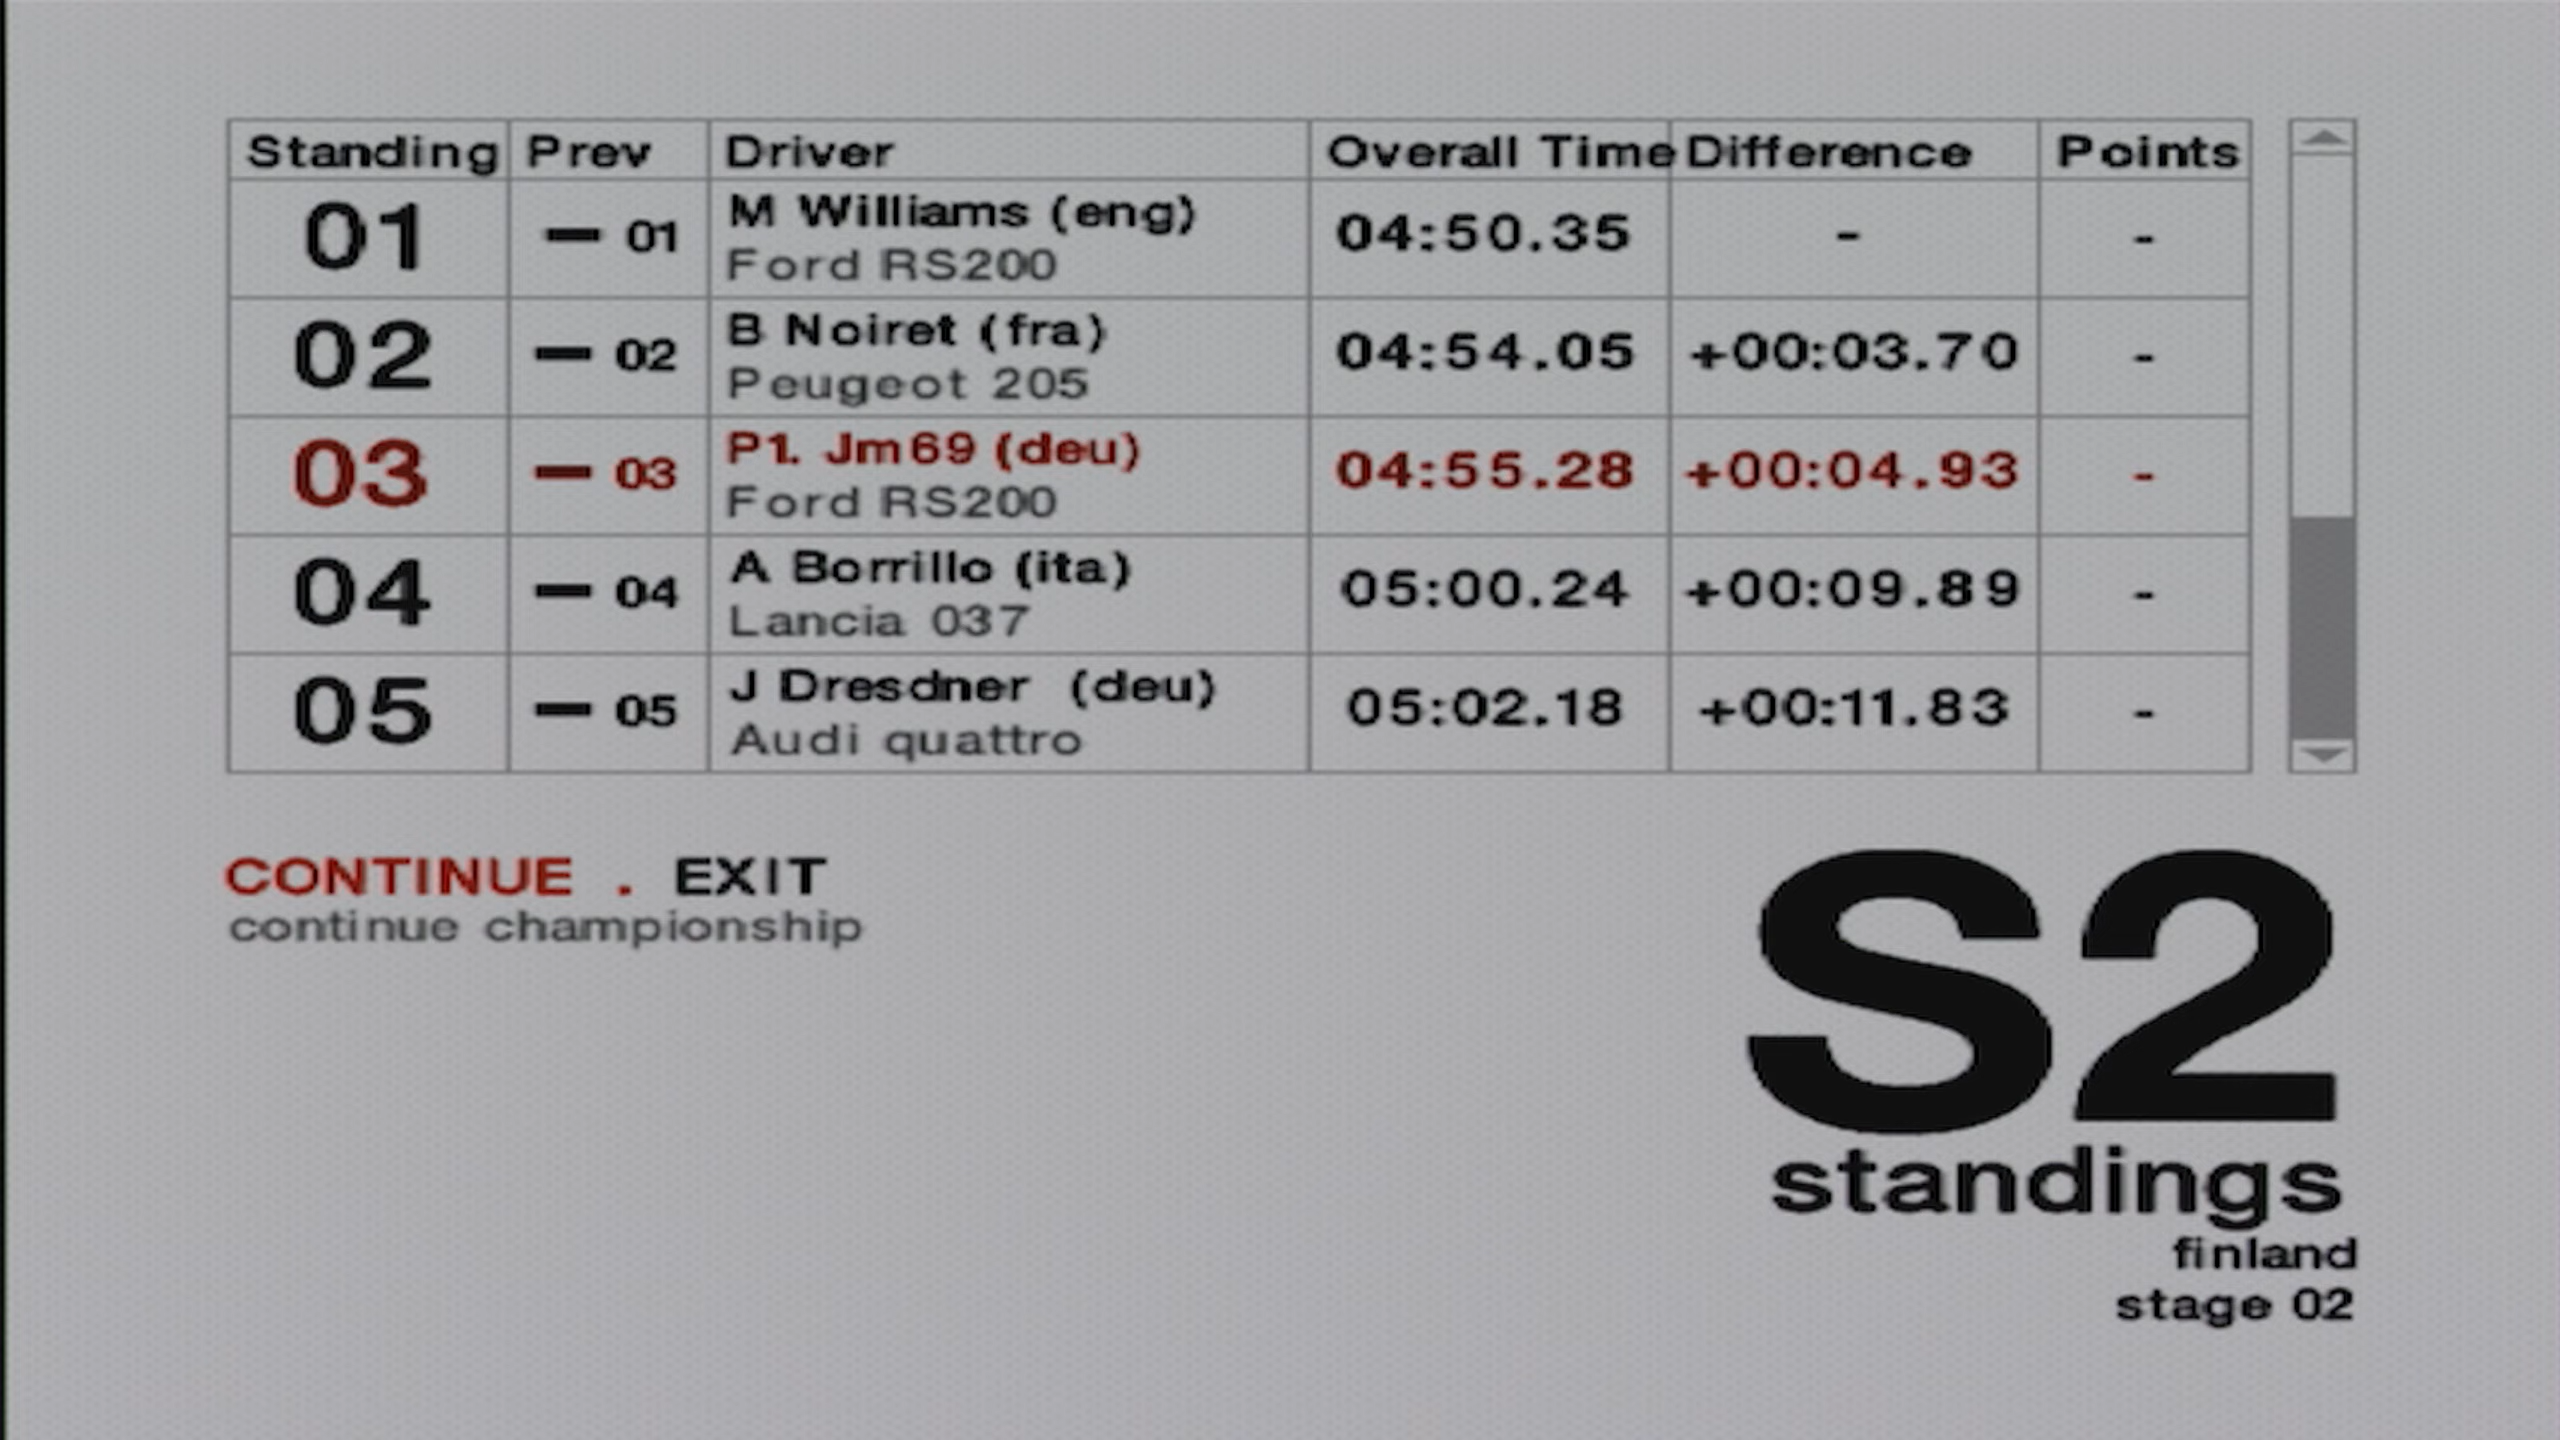 Standing Prev Driver Overall Time Difference Points
01 — 01 M Williams (eng) 04:50.35 - -
Ford RS200
02 — 02 B Noiret (fra) 04:54.05 +00:03.70 -
Peugeot 205
03 — 03 P1. Jm69 (deu) 04:55.28 +00:04.93 -
Ford RS200
04 — 04 A Borrillo (ita) 05:00.24 +00:09.89 -
Lancia 037
05 — 05 J Dresdner (deu) 05:02.18 +00:11.83 -
Audi quattro
CONTINUE . EXIT
continue championship
S2
standings
finland
stage 02